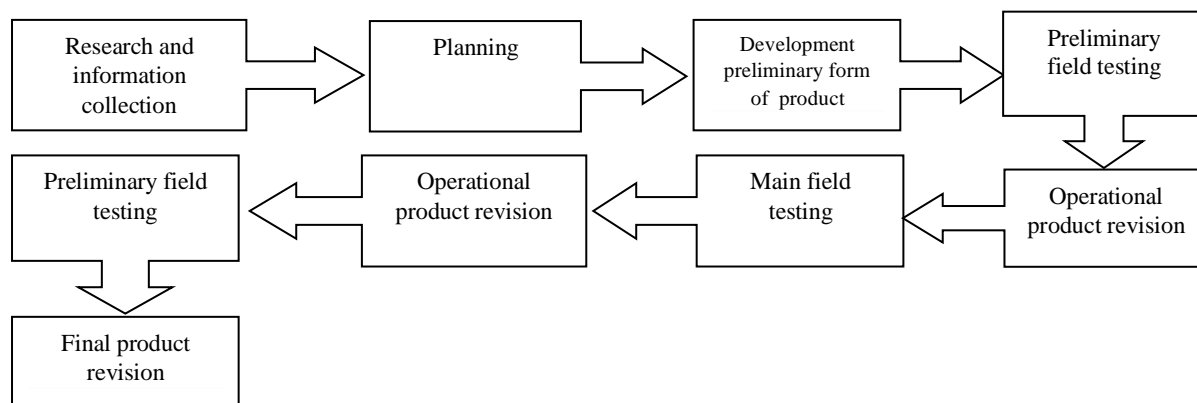 Research and
information
collection
Planning
Development
preliminary form
of product
Preliminary
field testing
Operational
product revision
Main field
testing
Operational
product revision
Preliminary field
testing
Final product
revision